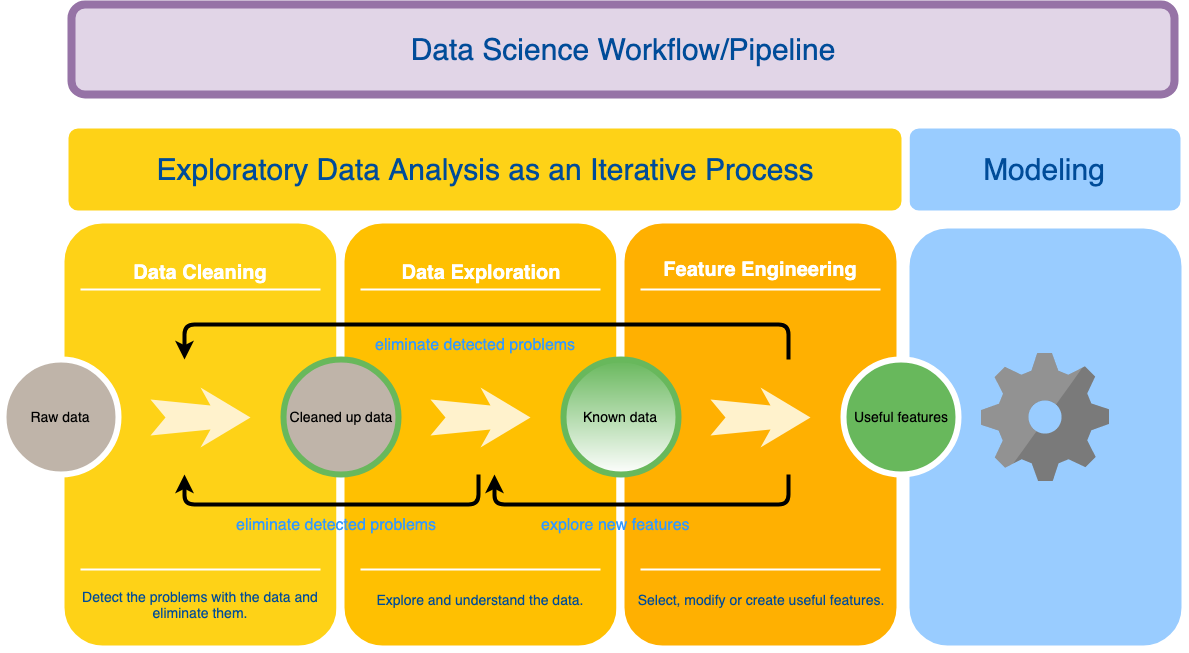 Data Science Workflow/Pipeline
Exploratory Data Analysis as an Iterative Process
Modeling
Data Cleaning
Data Exploration
Feature Engineering
eliminate detected problems
Raw data
Cleaned up data
Known data
Useful features
eliminate detected problems
explore new features
Detect the problems with the data and
eliminate them.
Explore and understand the data.
Select, modify or create useful features.